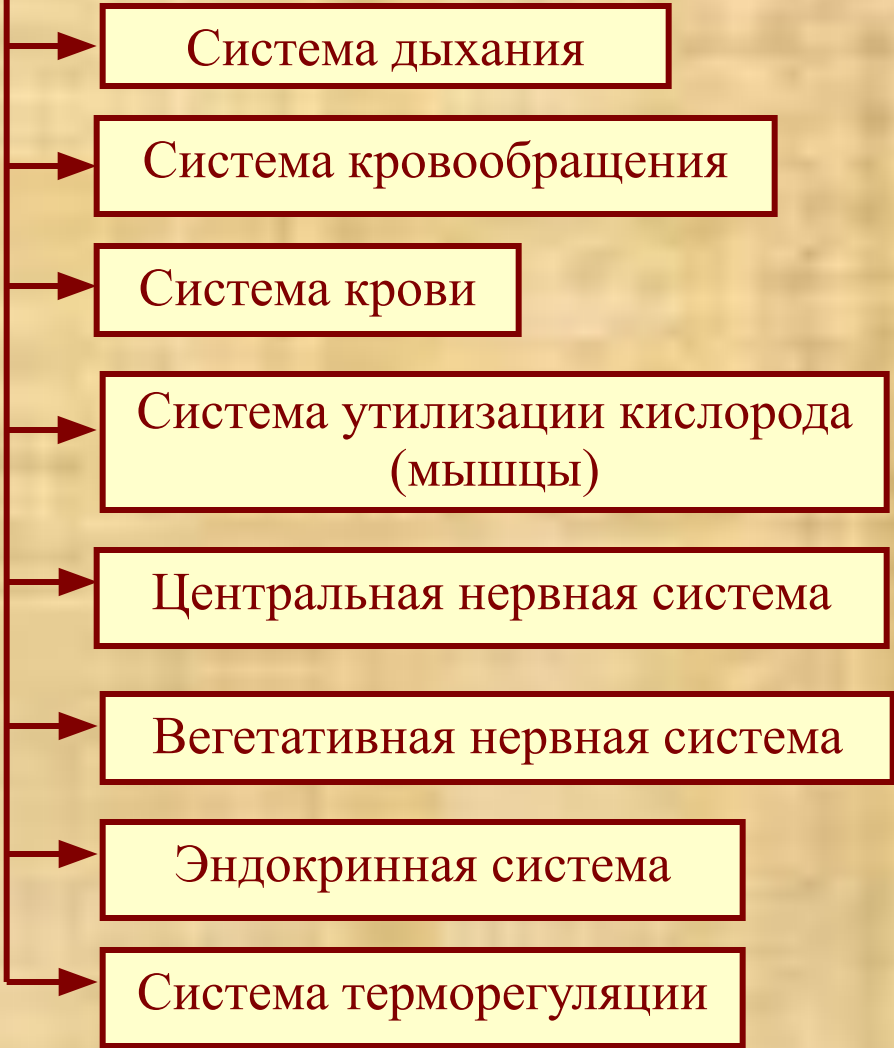 Система дыхания
Система кровообращения
Система крови
Система утилизации кислорода
(мышцы)
Центральная нервная система
Вегетативная нервная система
Эндокринная система
Система терморегуляции